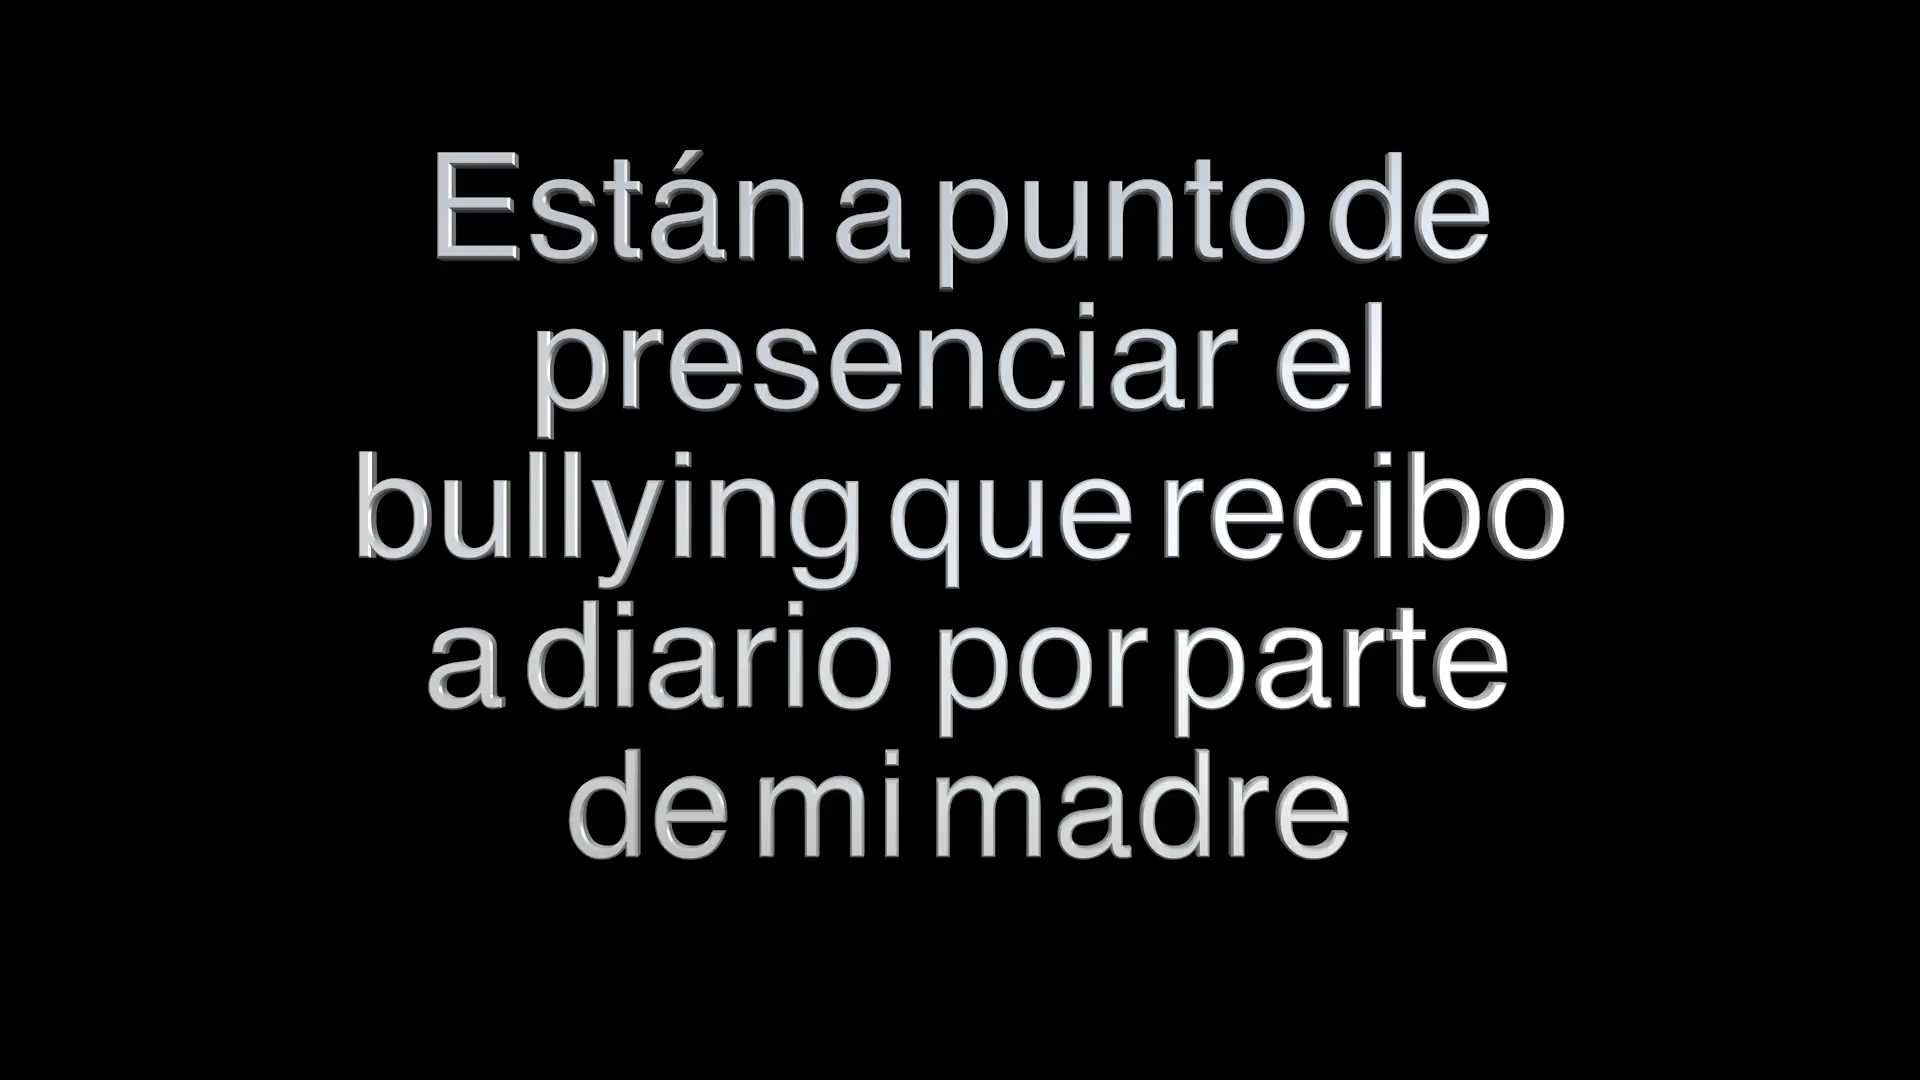 Están a punto de
presenciar el
bullying que recibo
a diario por parte
de mi madre